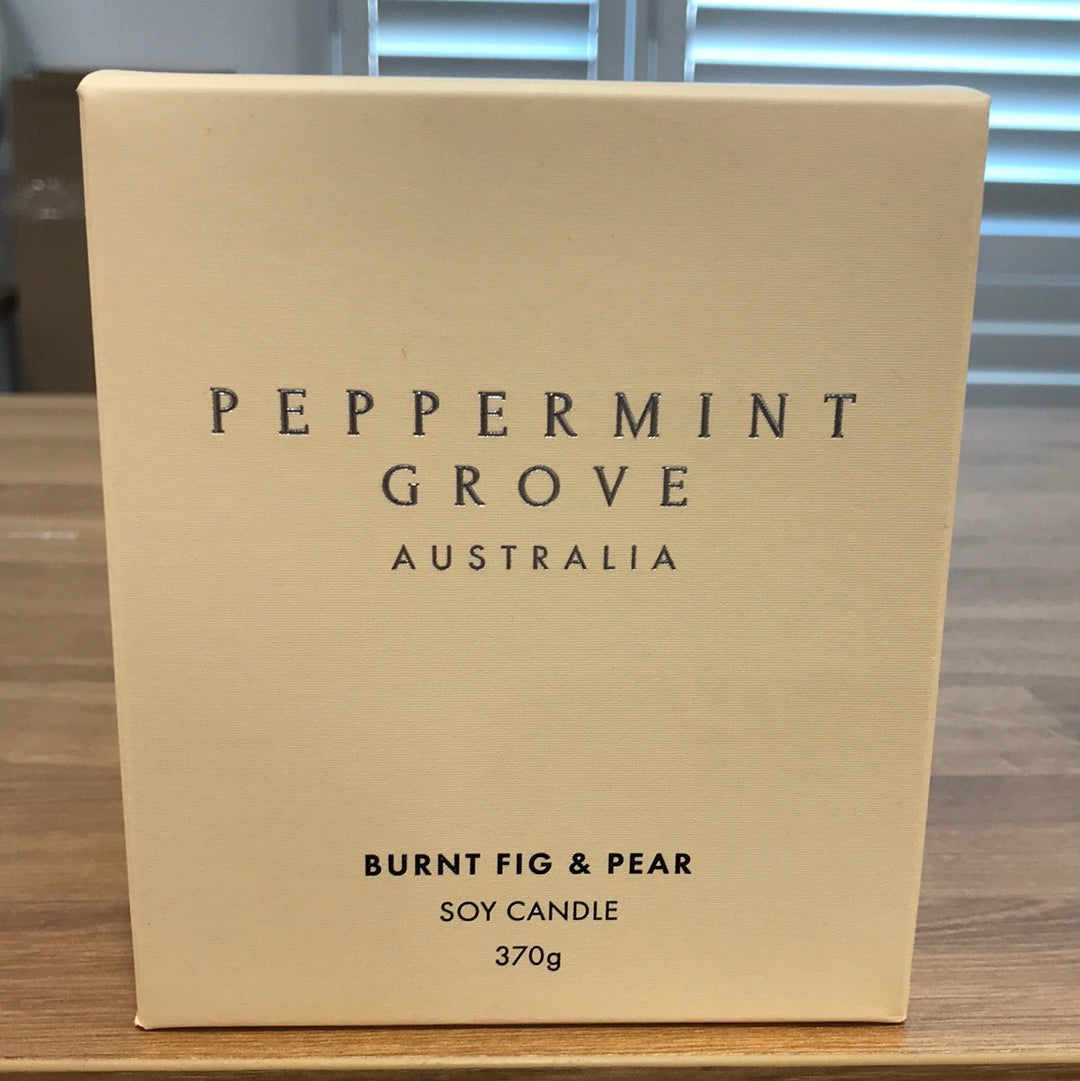 PEPPERMINT
GROVE
AUSTRALIA
BURNT FIG & PEAR
SOY CANDLE
370g